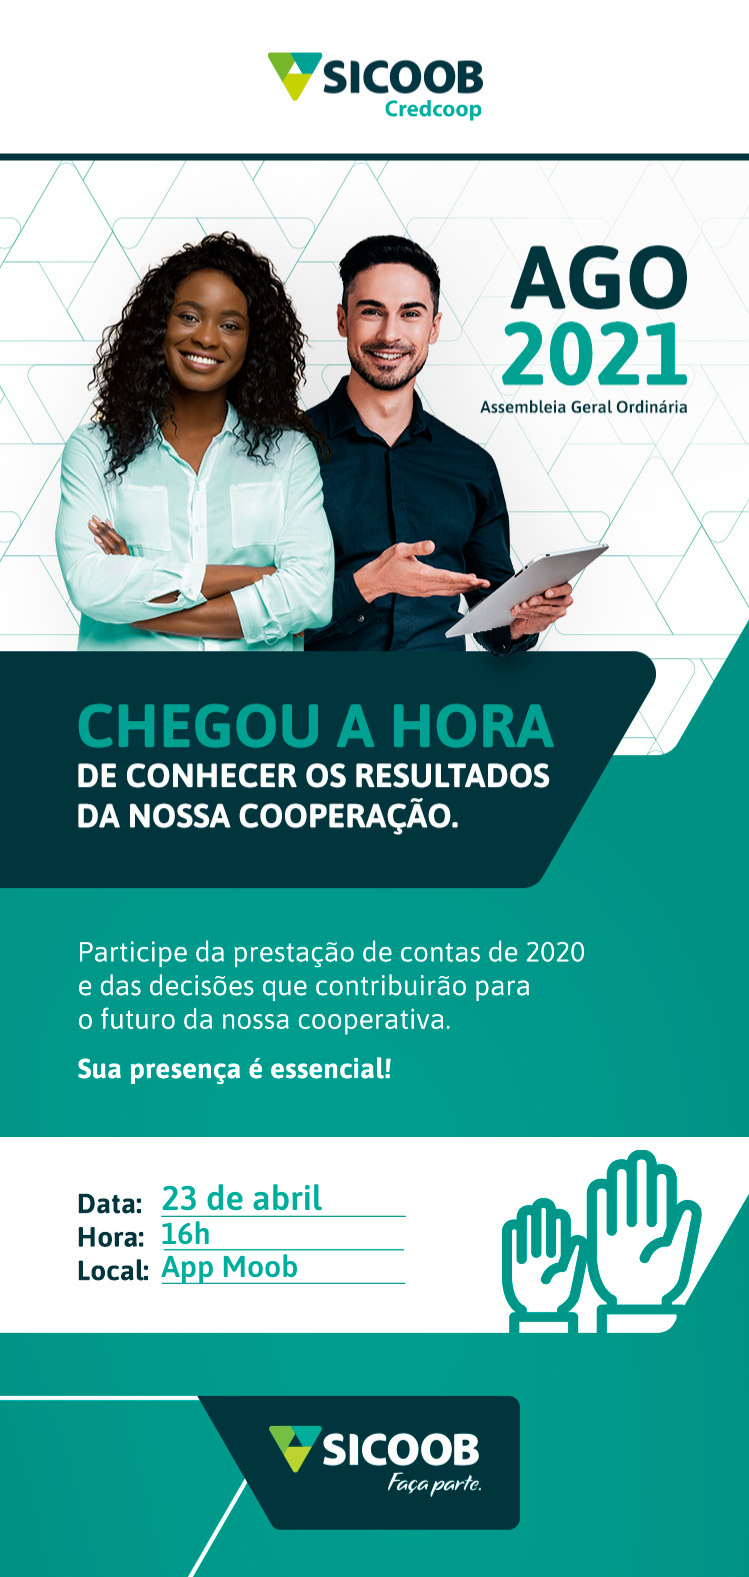 SICOOB
Credcoop
AGO
2021
Assembleia Geral Ordinária
CHEGOU A HORA
DE CONHECER OS RESULTADOS
DA NOSSA COOPERAÇÃO.
Participe da prestação de contas de 2020
e das decisões que contribuirão para
o futuro da nossa cooperativa.
Sua presença é essencial!
Data: 23 de abril
Hora: 16h
Local: App Moob
SICOOB
Faça parte.